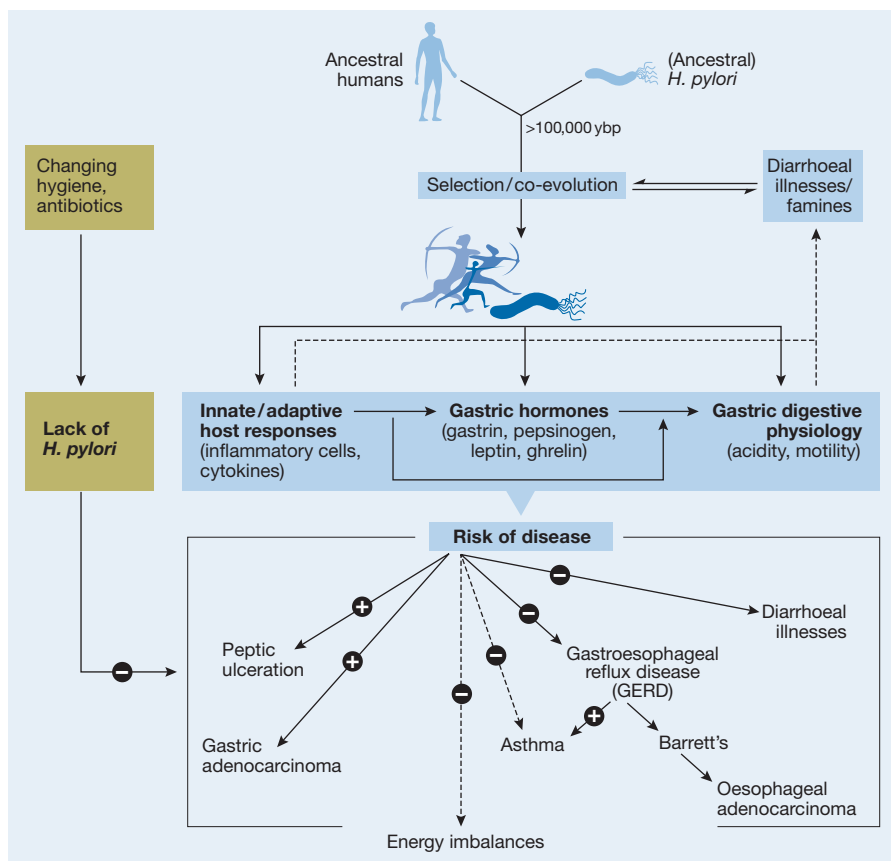 Ancestral
humans
(Ancestral)
H. pylori
>100,000 ybp
Changing
hygiene,
antibiotics
Selection/co-evolution
Diarrhoeal
illnesses/
famines
Lack of
H. pylori
Innate/adaptive
host responses
(inflammatory cells,
cytokines)
Gastric hormones
(gastrin, pepsinogen,
leptin, ghrelin)
Gastric digestive
physiology
(acidity, motility)
Risk of disease
Peptic
ulceration
Gastric
adenocarcinoma
Energy imbalances
Asthma
Gastroesophageal
reflux disease
(GERD)
Barrett's
Oesophageal
adenocarcinoma
Diarrhoeal
illnesses
+
+
−
−
−
−
+
−